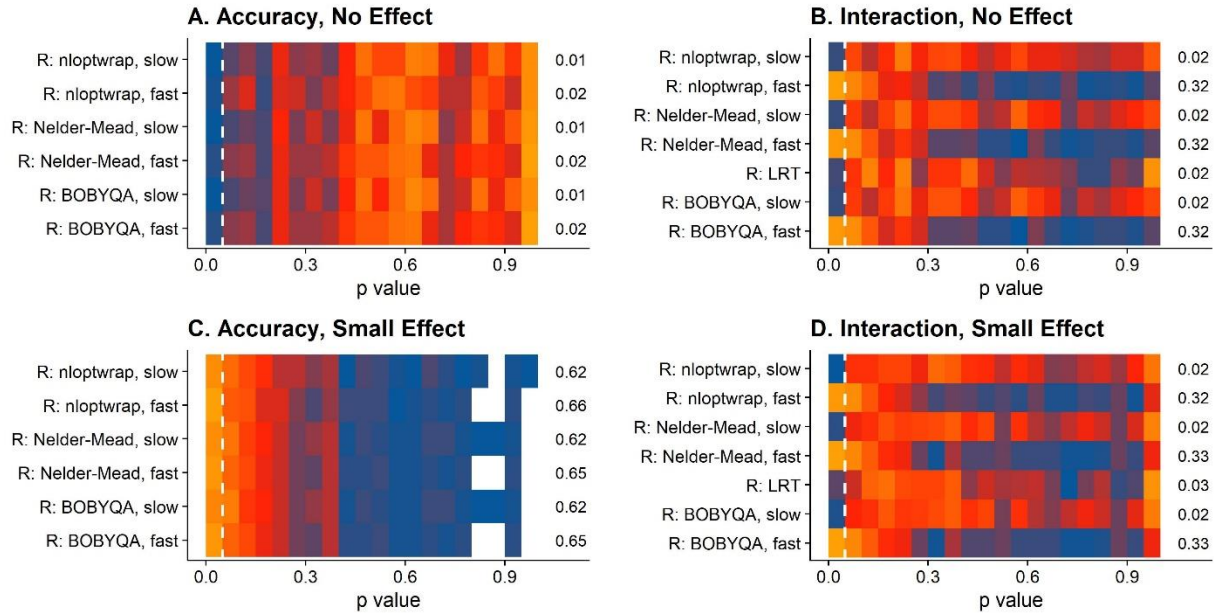 A. Accuracy, No Effect
R: nloptwrap, slow 0.01
R: nloptwrap, fast 0.02
R: Nelder-Mead, slow 0.01
R: Nelder-Mead, fast 0.02
R: BOBYQA, slow 0.01
R: BOBYQA, fast 0.02
0.0 0.3 0.6 0.9
p value
B. Interaction, No Effect
R: nloptwrap, slow 0.02
R: nloptwrap, fast 0.32
R: Nelder-Mead, slow 0.02
R: Nelder-Mead, fast 0.32
R: LRT 0.02
R: BOBYQA, slow 0.02
R: BOBYQA, fast 0.32
0.0 0.3 0.6 0.9
p value
C. Accuracy, Small Effect
R: nloptwrap, slow 0.62
R: nloptwrap, fast 0.66
R: Nelder-Mead, slow 0.62
R: Nelder-Mead, fast 0.65
R: BOBYQA, slow 0.62
R: BOBYQA, fast 0.65
0.0 0.3 0.6 0.9
p value
D. Interaction, Small Effect
R: nloptwrap, slow 0.02
R: nloptwrap, fast 0.32
R: Nelder-Mead, slow 0.02
R: Nelder-Mead, fast 0.33
R: LRT 0.03
R: BOBYQA, slow 0.02
R: BOBYQA, fast 0.33
0.0 0.3 0.6 0.9
p value